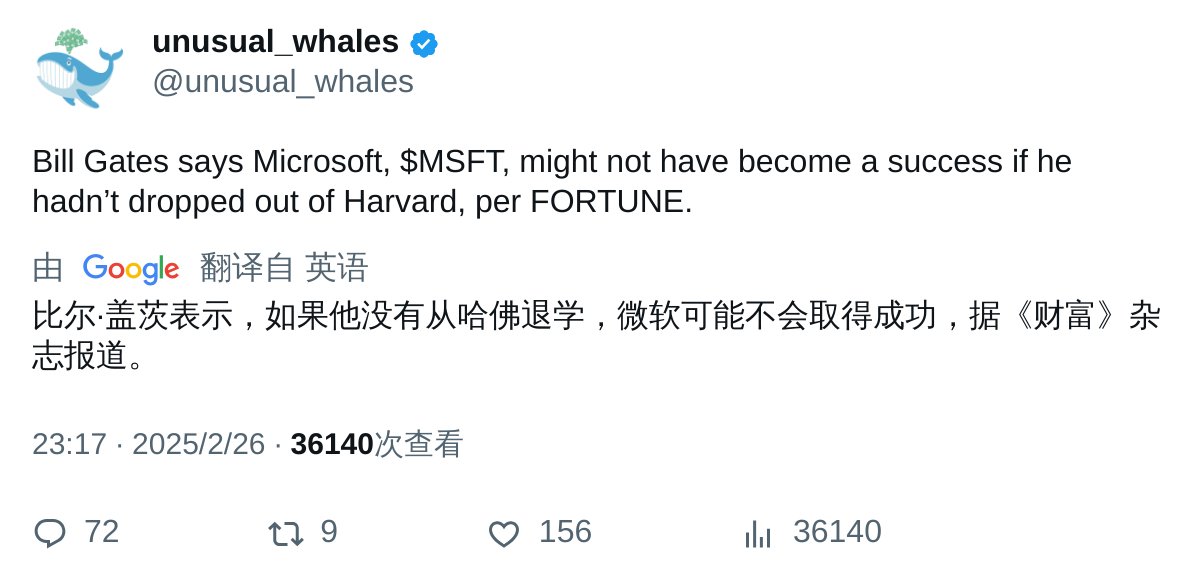 unusual_whales
@unusual_whales
Bill Gates says Microsoft, $MSFT, might not have become a success if he
hadn’t dropped out of Harvard, per FORTUNE.
由 Google 翻译自 英语
比尔·盖茨表示，如果他没有从哈佛退学，微软可能不会取得成功，据《财富》杂
志报道。
23:17 · 2025/2/26 · 36140次查看
72 9 156 36140